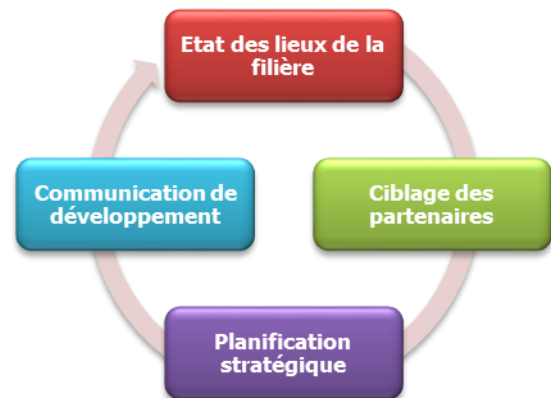 Etat des lieux de la
filière
Ciblage des
partenaires
Planification
stratégique
Communication de
développement